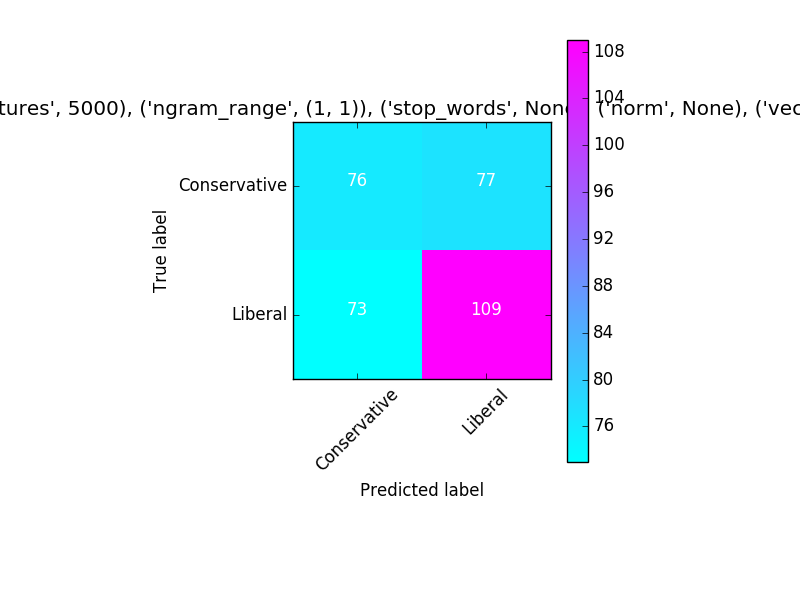 tures', 5000), ('ngram_range', (1, 1)), ('stop_words', None ('norm', None), ('vec
108
104
100
96
92
88
84
80
76
Conservative
Liberal
True label
76 77
73 109
Conservative Liberal
Predicted label